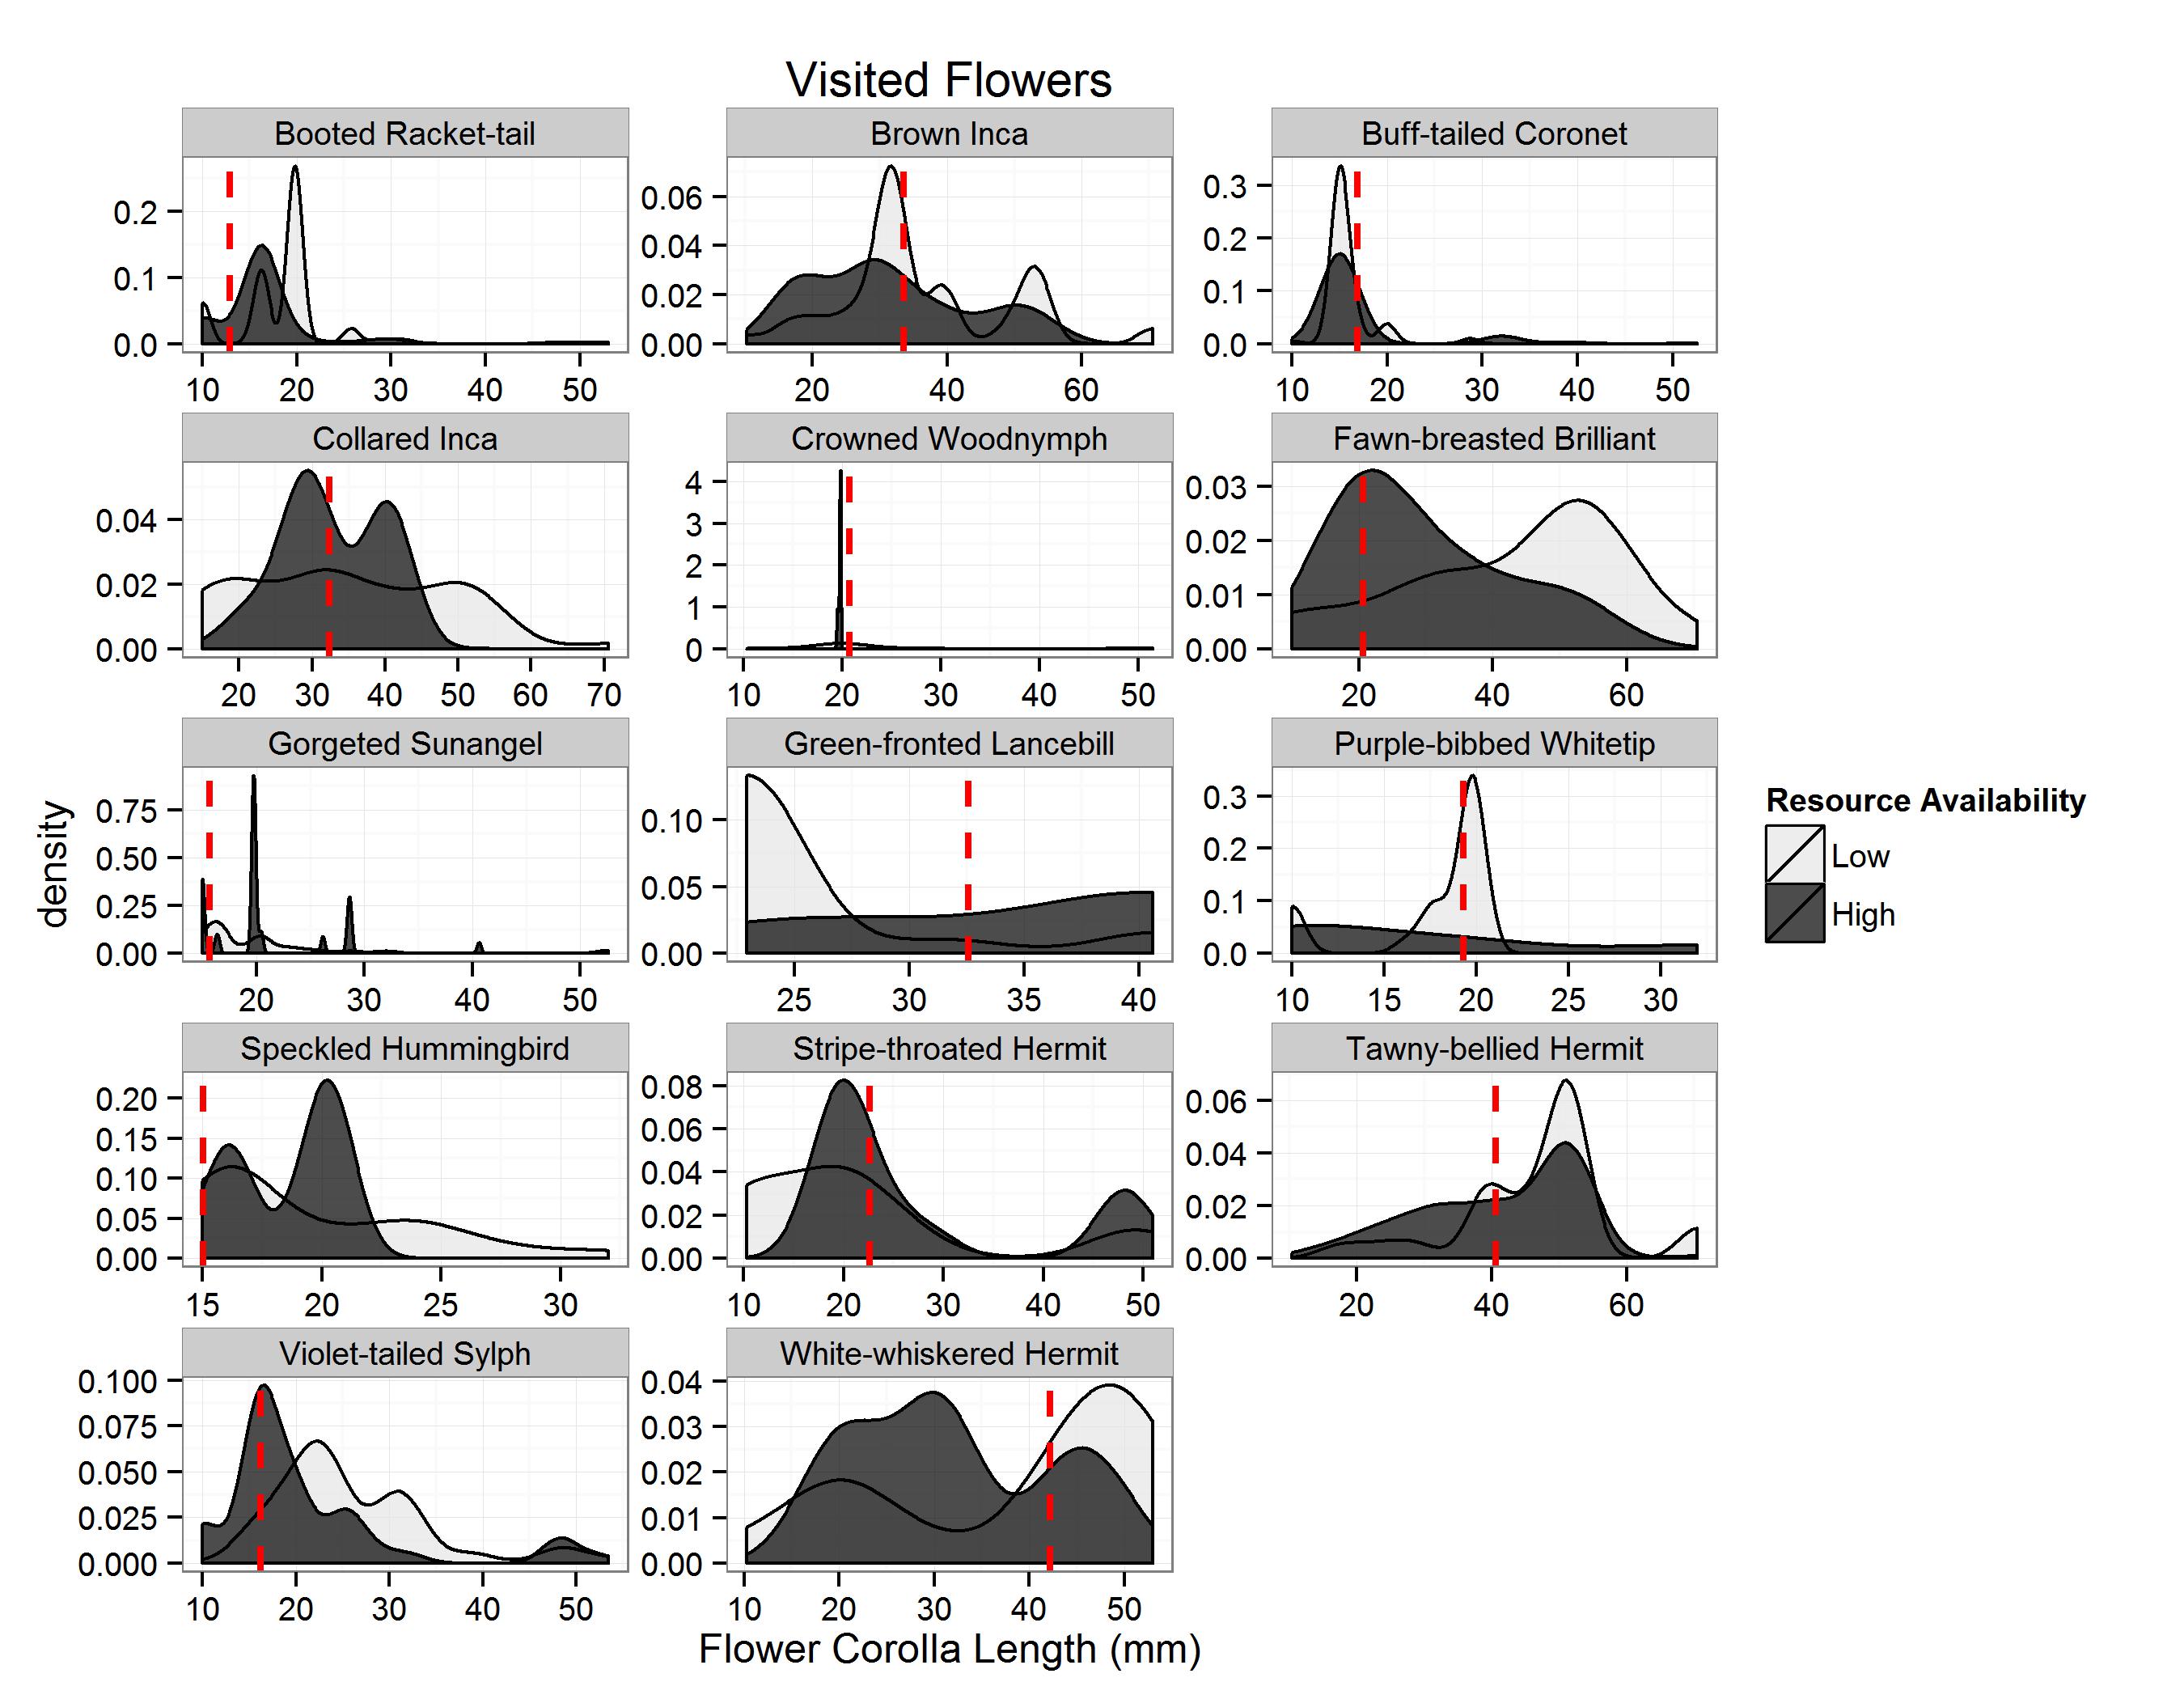 Visited Flowers
Booted Racket-tail
0.2
0.1
0.0
10 20 30 40 50
Brown Inca
0.06
0.04
0.02
0.00
20 40 60
Buff-tailed Coronet
0.3
0.2
0.1
0.0
10 20 30 40 50
Collared Inca
0.04
0.02
0.00
20 30 40 50 60 70
Crowned Woodnymph
4
3
2
1
0
10 20 30 40 50
Fawn-breasted Brilliant
0.03
0.02
0.01
0.00
20 40 60
Gorgeted Sunangel
0.75
0.50
0.25
0.00
20 30 40 50
Green-fronted Lancebill
0.10
0.05
0.00
25 30 35 40
Purple-bibbed Whitetip
0.3
0.2
0.1
0.0
10 15 20 25 30
Speckled Hummingbird
0.20
0.15
0.10
0.05
0.00
15 20 25 30
Stripe-throated Hermit
0.08
0.06
0.04
0.02
0.00
10 20 30 40 50
Tawny-bellied Hermit
0.06
0.04
0.02
0.00
20 40 60
Violet-tailed Sylph
0.100
0.075
0.050
0.025
0.000
10 20 30 40 50
White-whiskered Hermit
0.04
0.03
0.02
0.01
0.00
10 20 30 40 50
density
Flower Corolla Length (mm)
Resource Availability
Low
High